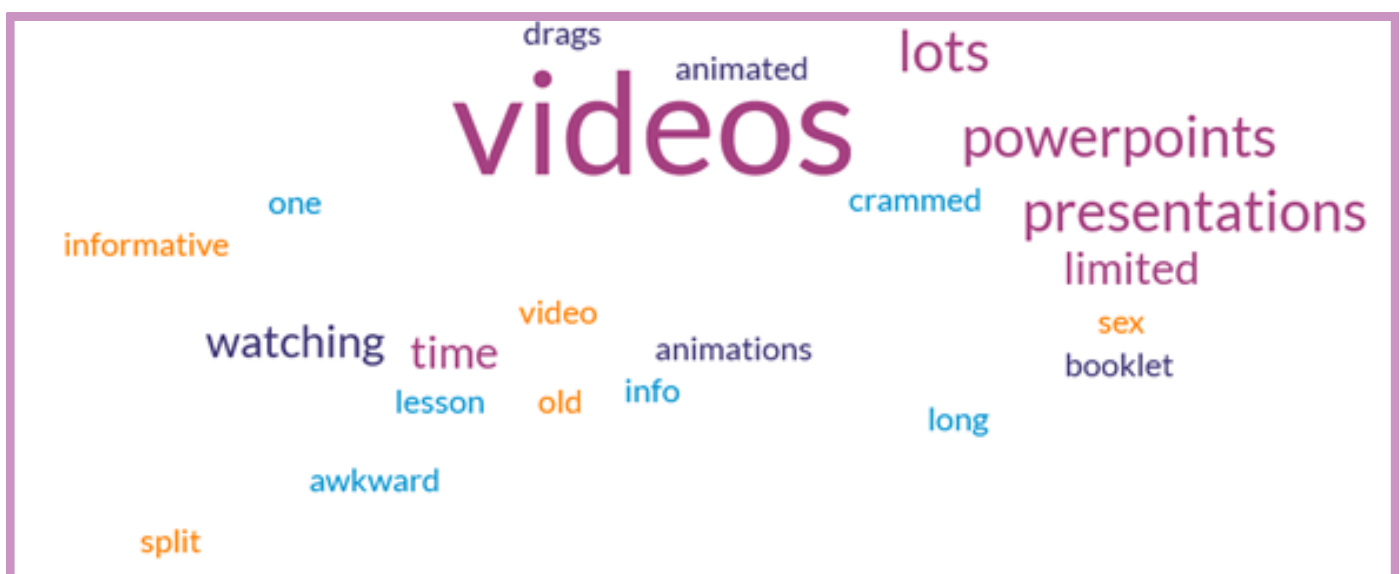 drags
lots
animated
videos
powerpoints
one
crammed
presentations
informative
limited
video
sex
watching
time
animations
booklet
lesson
old
info
long
awkward
split